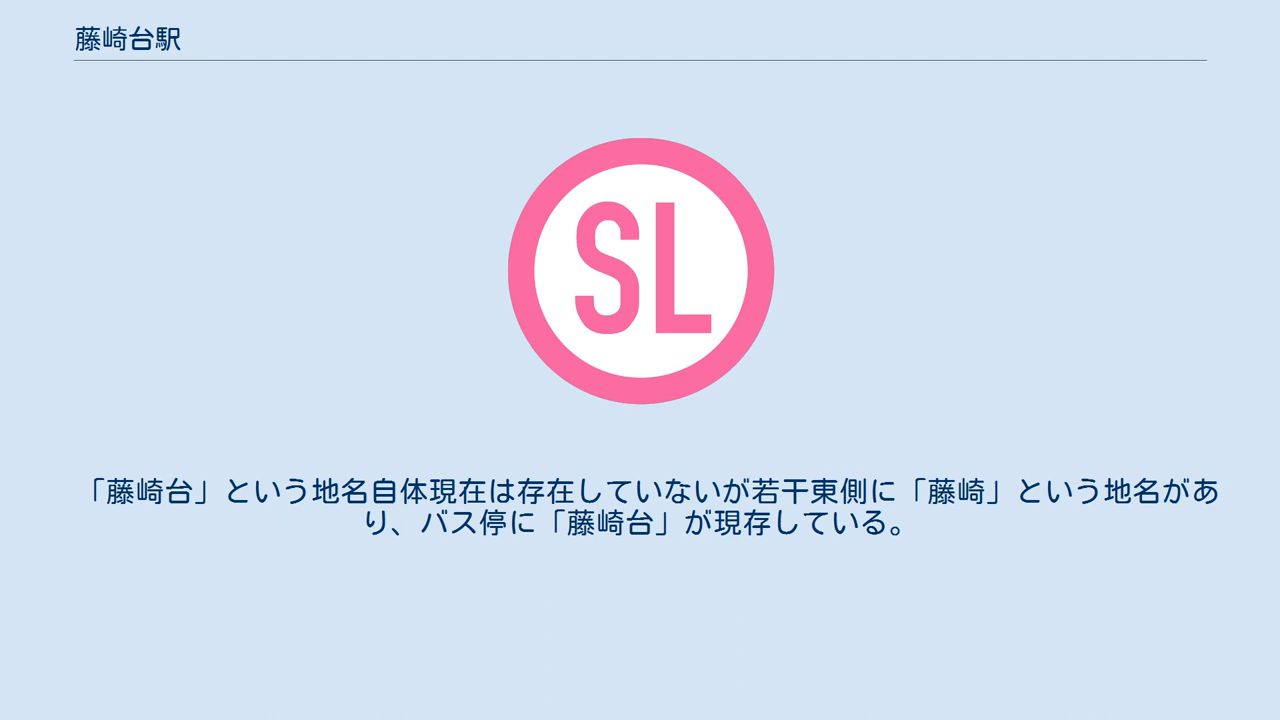 藤崎台駅
SL
「藤崎台」という地名自体現在は存在していないが若干東側に「藤崎」という地名があ
り、バス停に「藤崎台」が現存している。